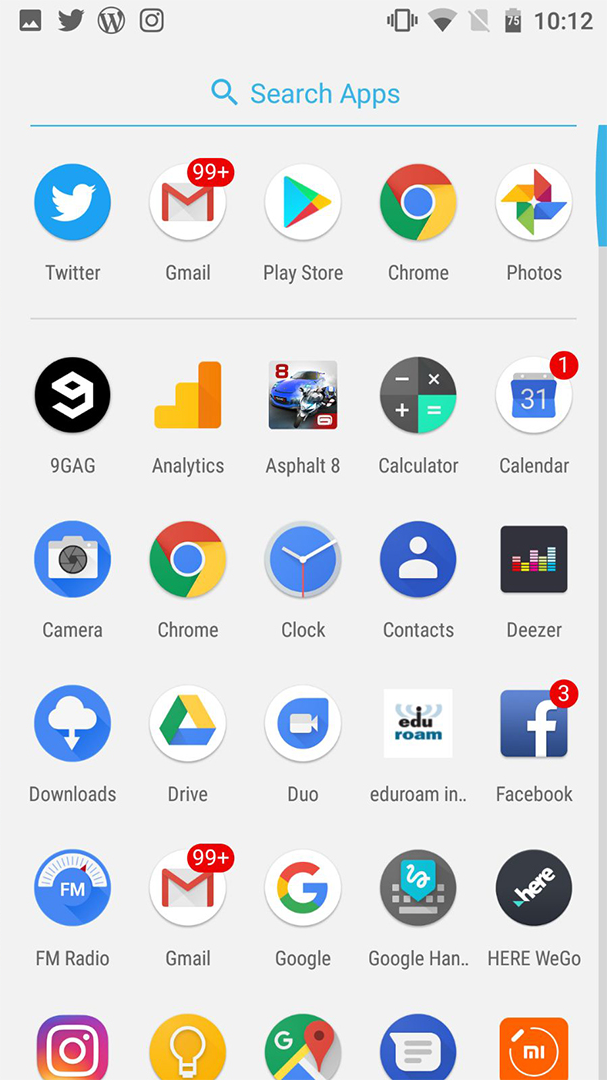 75 10:12
Search Apps
99+
Twitter Gmail Play Store Chrome Photos
8 1
31
9GAG Analytics Asphalt 8 Calculator Calendar
Camera Chrome Clock Contacts Deezer
3
edu
roam
Downloads Drive Duo eduroam in.. Facebook
99+
FM here
FM Radio Gmail Google Google Han.. HERE WeGo
G mi